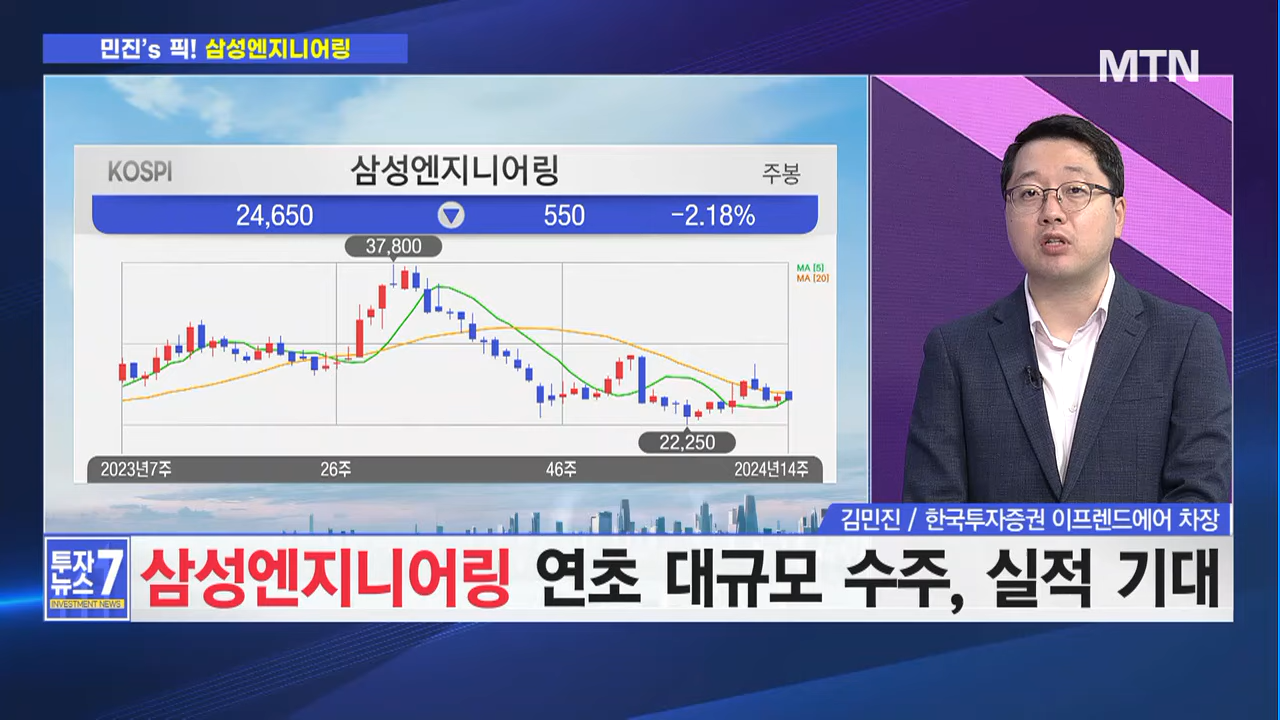 민진's 픽! 삼성엔지니어링
MTN
KOSPI 삼성엔지니어링 주봉
24,650 ▼ 550 -2.18%
37,800
MA [5]
MA [20]
22,250
2023년7주 26주 46주 2024년14주
김민진 / 한국투자증권 이프렌드에어 차장
투자
뉴스7
INVESTMENT NEWS
삼성엔지니어링 연초 대규모 수주, 실적 기대